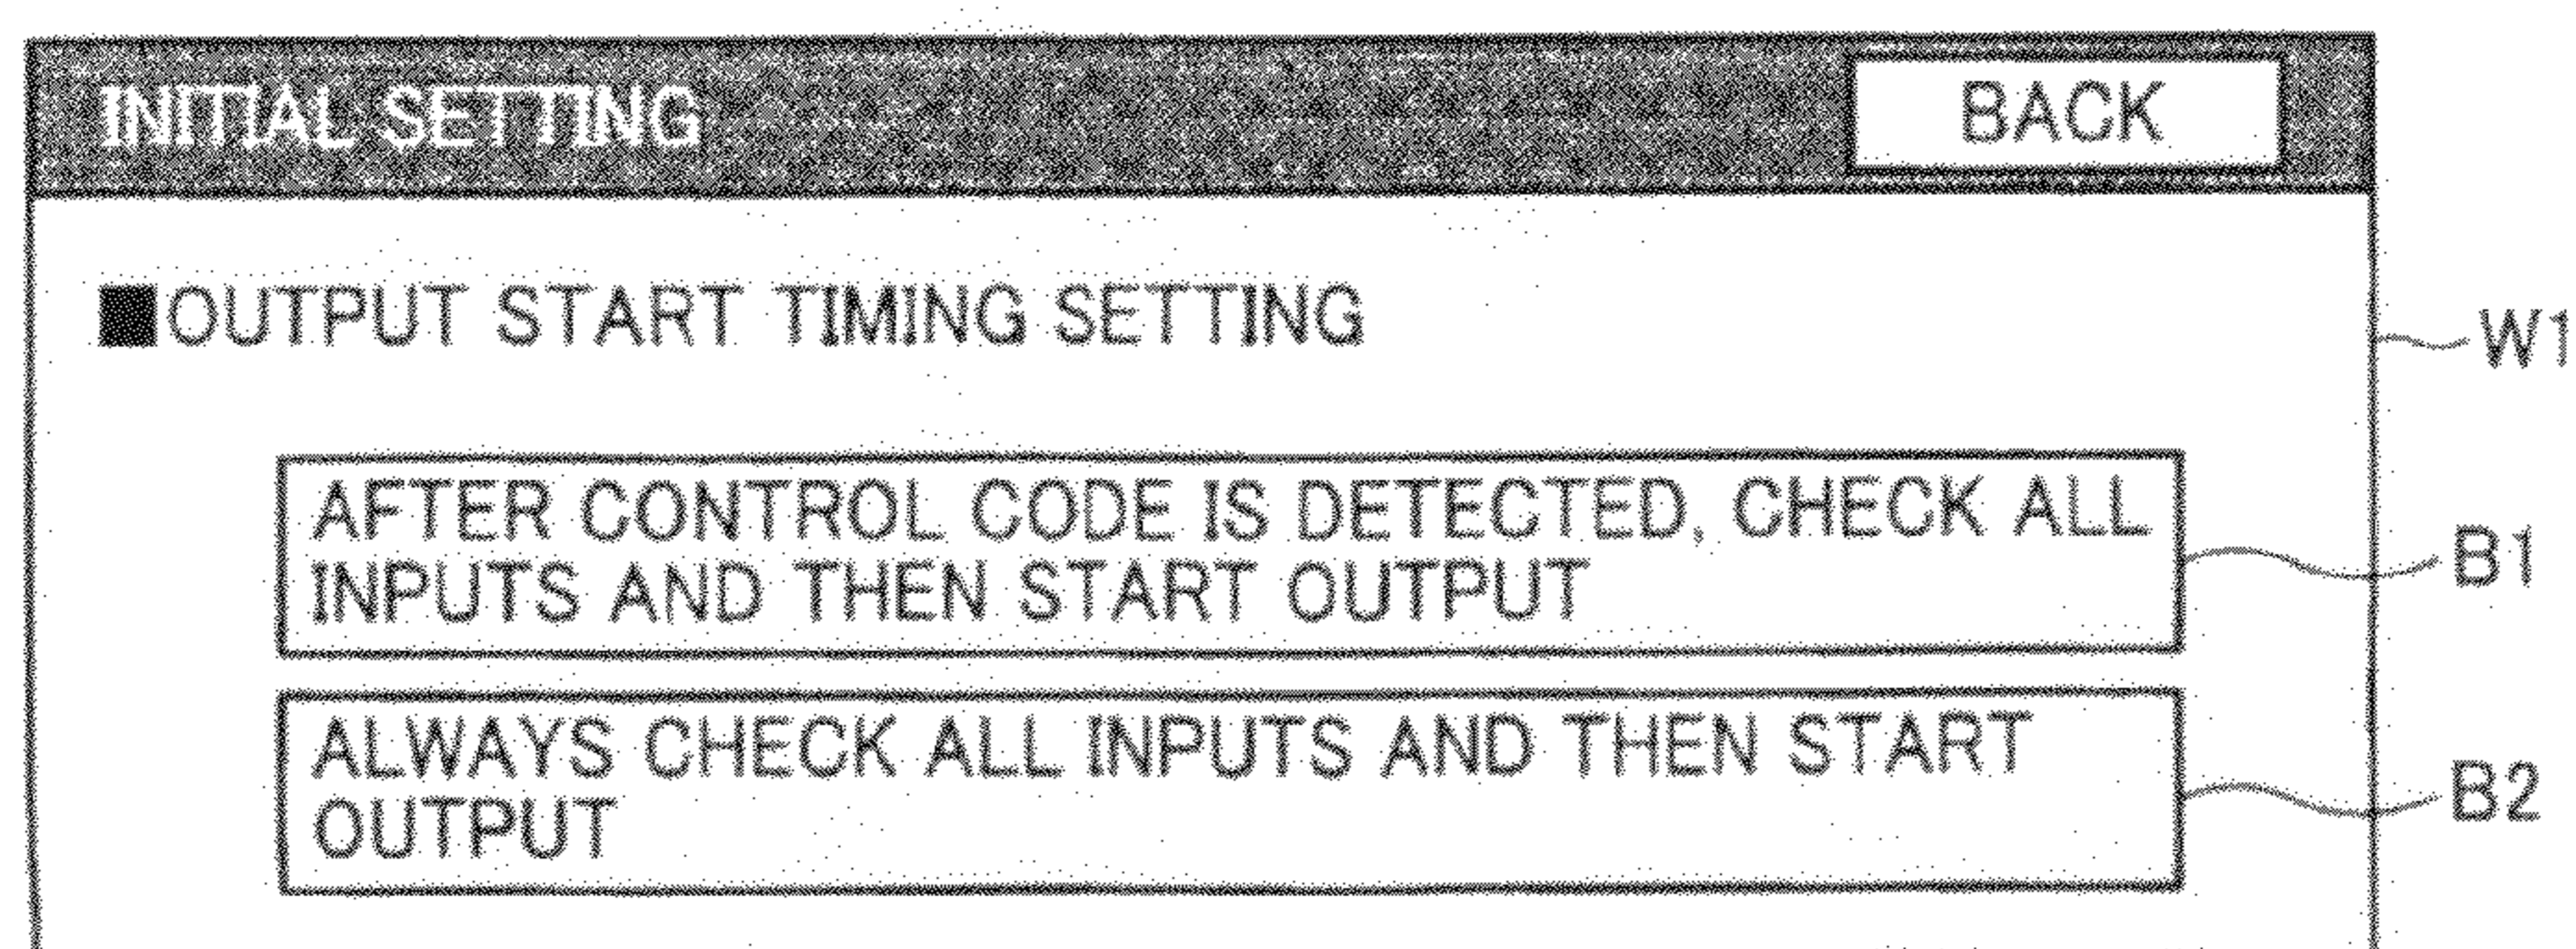 INITIAL SETTING
BACK
■OUTPUT START TIMING SETTING
W1
AFTER CONTROL CODE IS DETECTED, CHECK ALL
INPUTS AND THEN START OUTPUT
B1
ALWAYS CHECK ALL INPUTS AND THEN START
OUTPUT
B2